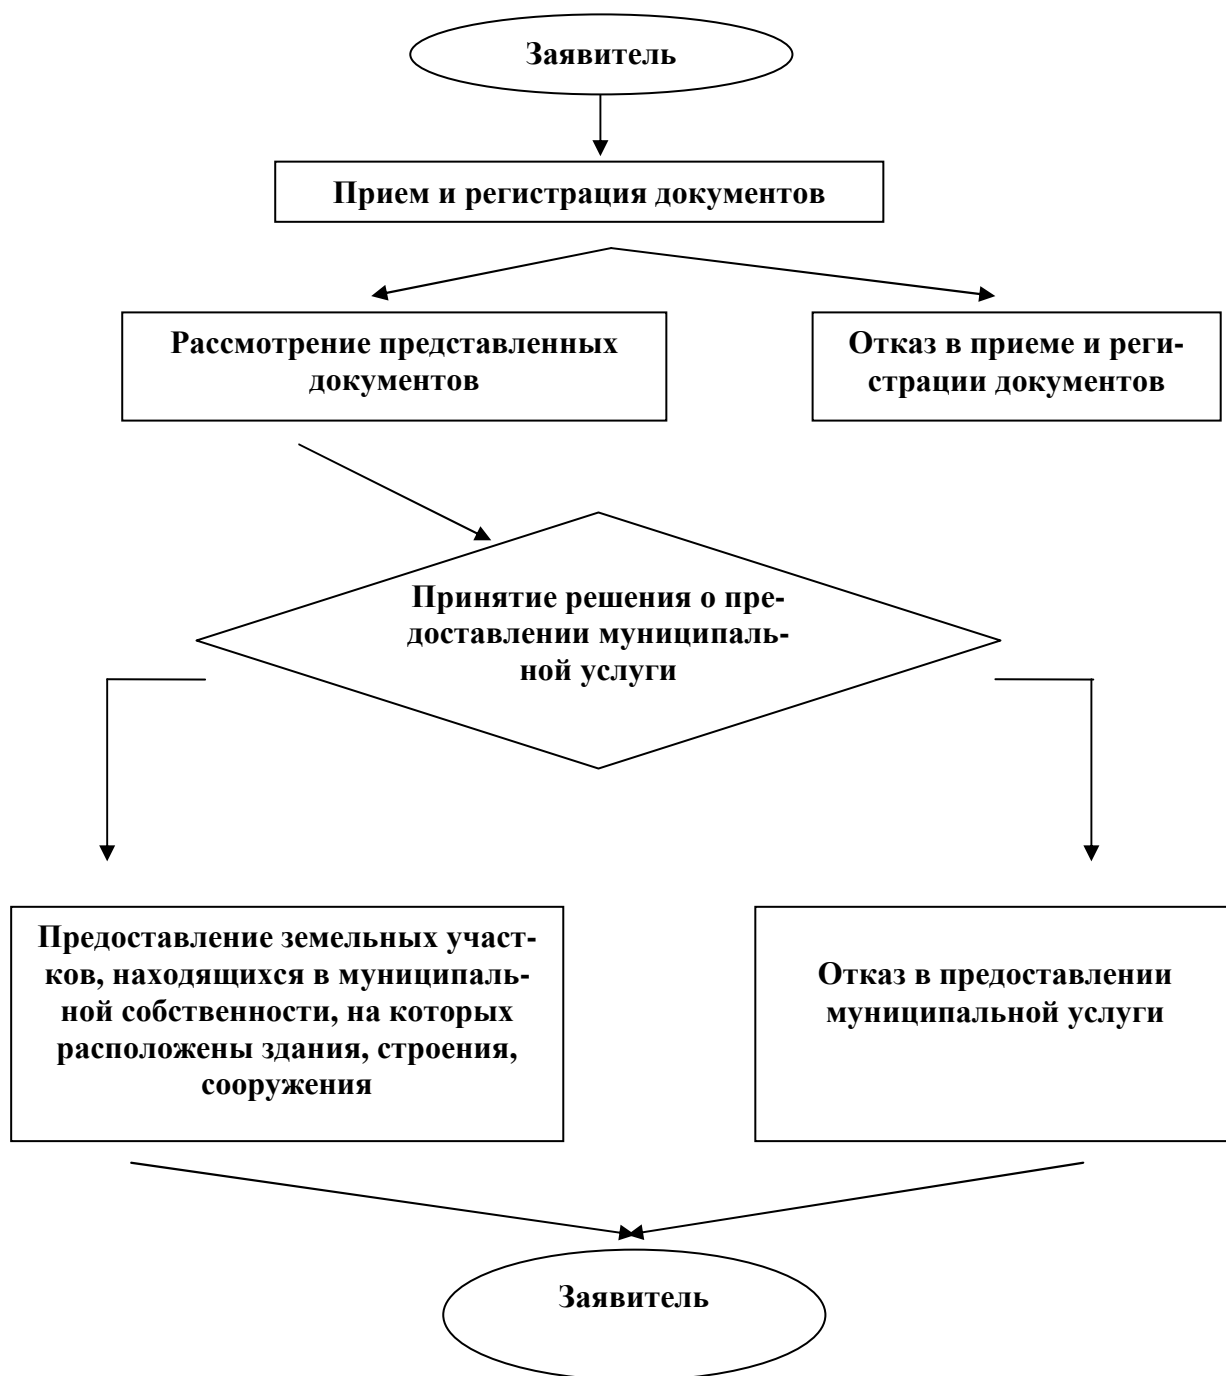 Заявитель
Прием и регистрация документов
Рассмотрение представленных
документов
Отказ в приеме и реги-
страции документов
Принятие решения о пре-
доставлении муниципаль-
ной услуги
Предоставление земельных участ-
ков, находящихся в муниципаль-
ной собственности, на которых
расположены здания, строения,
сооружения
Отказ в предоставлении
муниципальной услуги
Заявитель